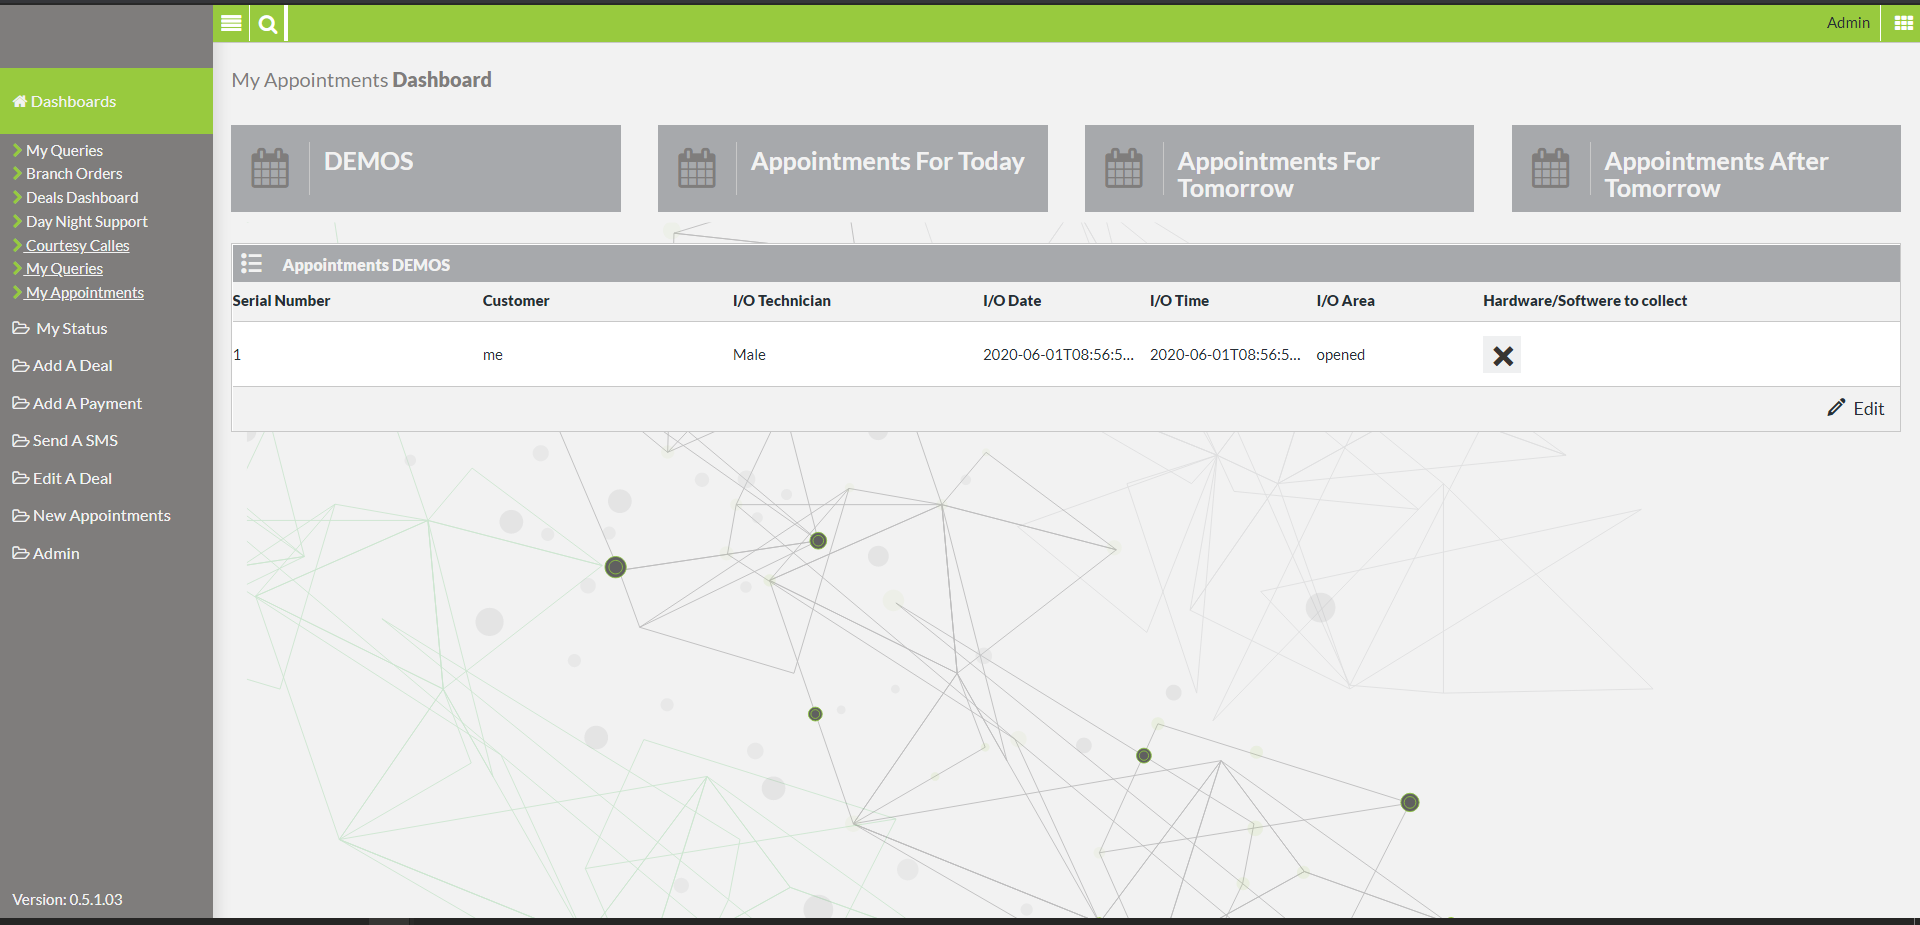 Admin
Dashboards
My Queries
Branch Orders
Deals Dashboard
Day Night Support
Courtesy Calles
My Queries
My Appointments
My Status
Add A Deal
Add A Payment
Send A SMS
Edit A Deal
New Appointments
Admin
Version: 0.5.1.03
My Appointments Dashboard
DEMOS
Appointments For Today
Appointments For
Tomorrow
Appointments After
Tomorrow
Appointments DEMOS
Serial Number Customer I/O Technician I/O Date I/O Time I/O Area Hardware/Softwere to collect
1 me Male 2020-06-01T08:56:5... 2020-06-01T08:56:5... opened
Edit